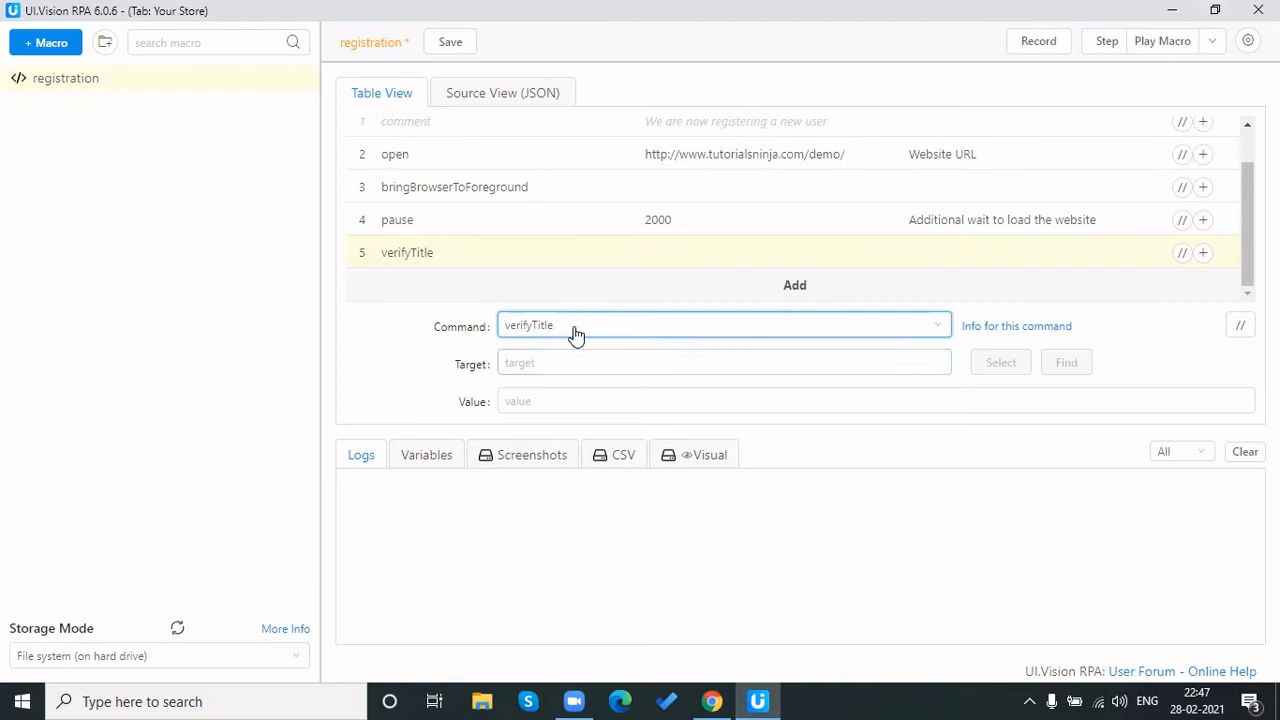 UI.Vision RPA 6.0.6 - (Tab: Your Store)
+ Macro
search macro
registration *
Save
Record
Step
Play Macro
registration
Table View
Source View (JSON)
1 comment We are now registering a new user // +
2 open http://www.tutorialsninja.com/demo/ Website URL // +
3 bringBrowserToForeground // +
4 pause 2000 Additional wait to load the website // +
5 verifyTitle // +
Add
Command: verifyTitle Info for this command //
Target: target Select Find
Value: value
Logs Variables Screenshots CSV Visual All Clear
Storage Mode More Info
File system (on hard drive)
UI.Vision RPA: User Forum - Online Help
Type here to search
ENG
22:47
28-02-2021
3